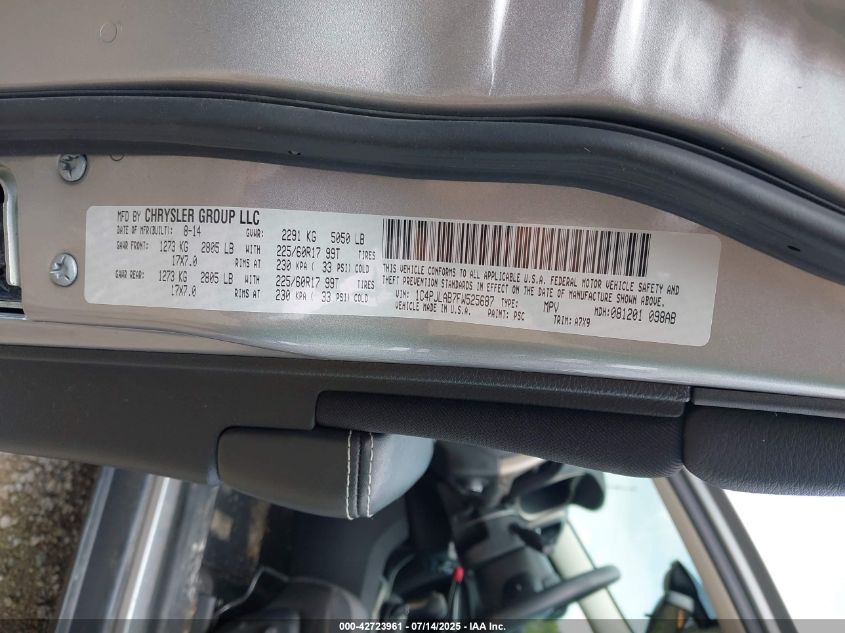 MFD BY CHRYSLER GROUP LLC
DATE OF MFR(BUILT): 8-14 GVWR: 2291 KG 5050 LB
GAWR FRONT: 1273 KG 2805 LB WITH 225/60R17 99T TIRES
17X7.0 RIMS AT 230 KPA ( 33 PSI) COLD
GAWR REAR: 1273 KG 2805 LB WITH 225/60R17 99T TIRES
17X7.0 RIMS AT 230 KPA ( 33 PSI) COLD
THIS VEHICLE CONFORMS TO ALL APPLICABLE U.S.A. FEDERAL MOTOR VEHICLE SAFETY AND
THEFT PREVENTION STANDARDS IN EFFECT ON THE DATE OF MANUFACTURE SHOWN ABOVE.
VIN: 1C4PJLAB7FW525687 TYPE: MPV MDH: 081201 098AB
VEHICLE MADE IN U.S.A. PAINT: PSC TRIM: A7X9
000-42723961 07/14/2025 IAA Inc.